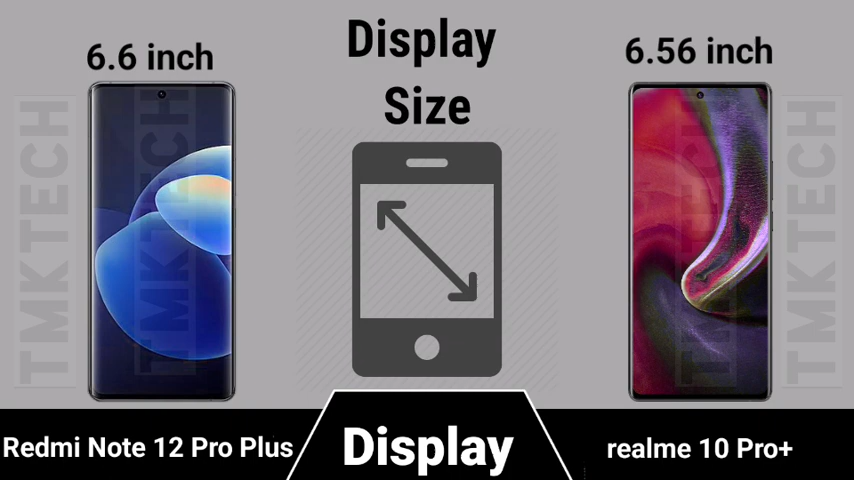 6.6 inch
Display
Size
6.56 inch
TMKTECH
TMKTECH
TMKTECH
TMKTECH
Redmi Note 12 Pro Plus
Display
realme 10 Pro+